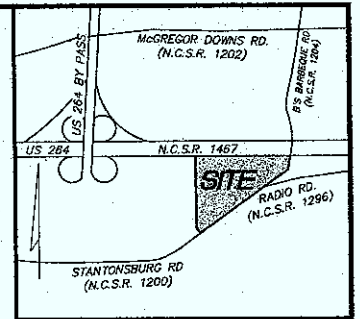 McGREGOR DOWNS RD.
(N.C.S.R. 1202)
US 264 BY PASS
B'S BARBEQUE RD
(N.C.S.R. 1204)
US 264
N.C.S.R. 1467
SITE
RADIO RD.
(N.C.S.R. 1296)
STANTONSBURG RD
(N.C.S.R. 1200)